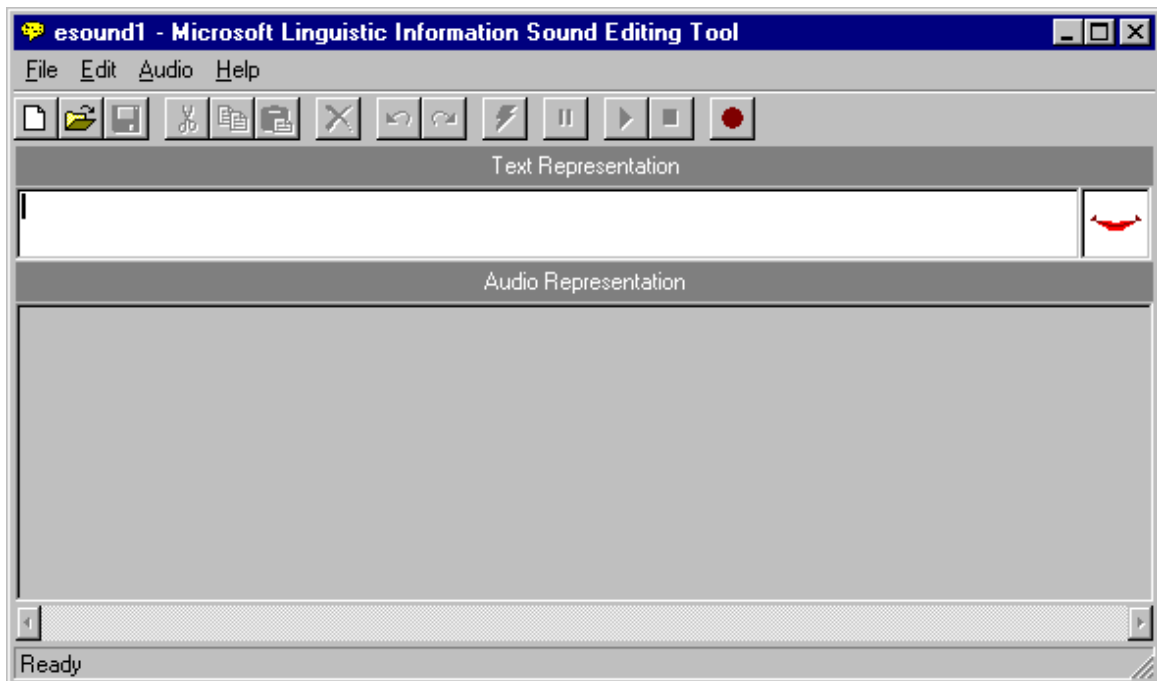 esound1 - Microsoft Linguistic Information Sound Editing Tool
File Edit Audio Help
Text Representation
Audio Representation
Ready